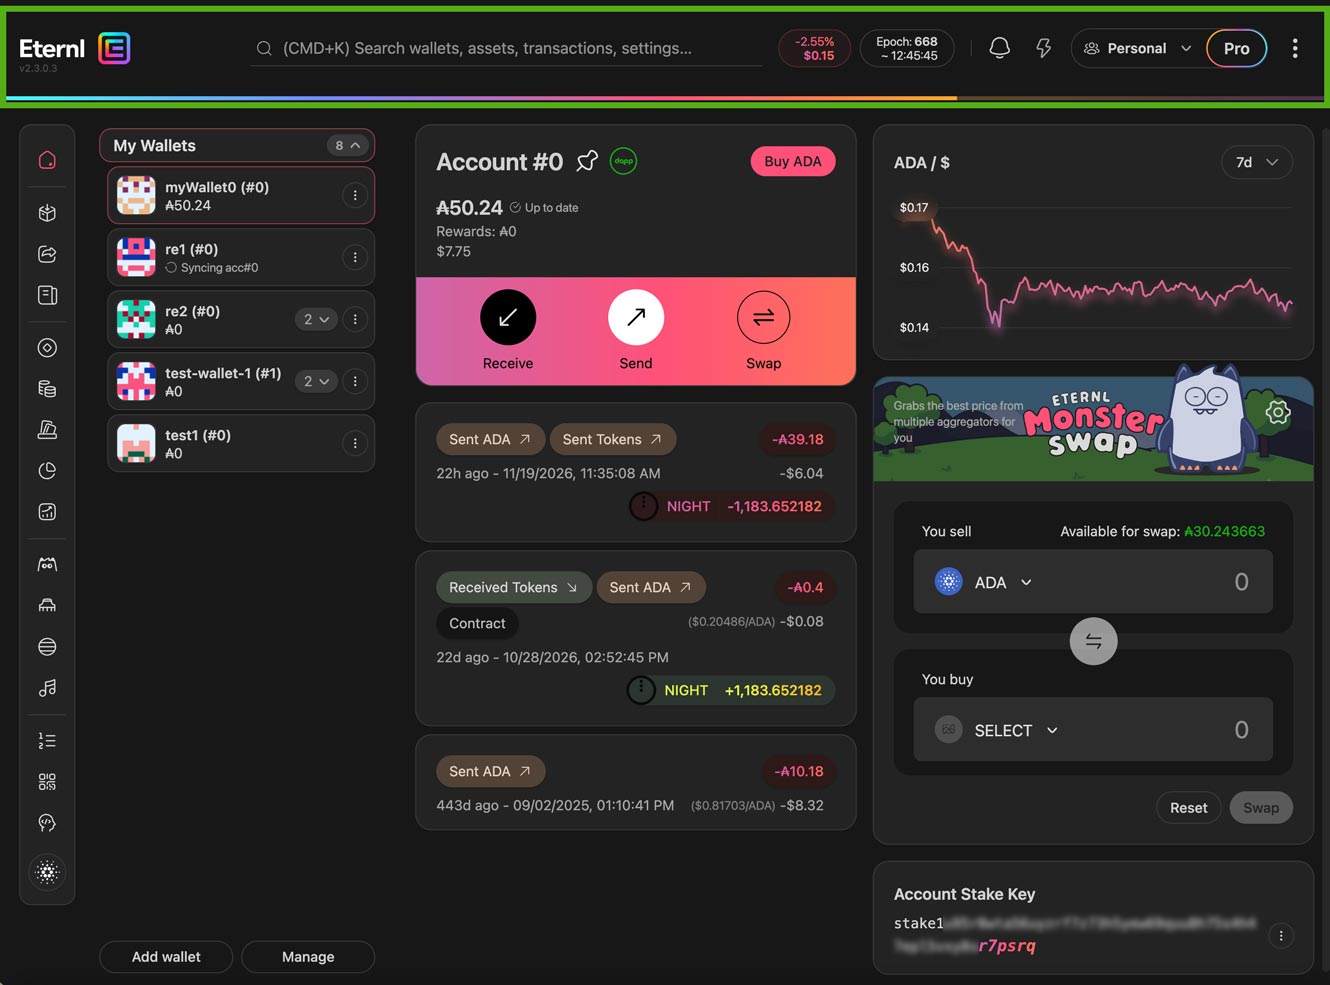 Eternl
v2.3.0.3
(CMD+K) Search wallets, assets, transactions, settings...
-2.55%
$0.15
Epoch: 668
~ 12:45:45
Personal
Pro
My Wallets
8
myWallet0 (#0)
₳50.24
re1 (#0)
Syncing acc#0
re2 (#0)
₳0
2
test-wallet-1 (#1)
₳0
2
test1 (#0)
₳0
Add wallet
Manage
Account #0
dapp
Buy ADA
₳50.24
Up to date
Rewards: ₳0
$7.75
Receive
Send
Swap
Sent ADA
Sent Tokens
-₳39.18
22h ago - 11/19/2026, 11:35:08 AM
-$6.04
NIGHT
-1,183.652182
Received Tokens
Sent ADA
-₳0.4
Contract
($0.20486/ADA) -$0.08
22d ago - 10/28/2026, 02:52:45 PM
NIGHT
+1,183.652182
Sent ADA
-₳10.18
443d ago - 09/02/2025, 01:10:41 PM
($0.81703/ADA) -$8.32
ADA / $
7d
$0.17
$0.16
$0.14
Grabs the best price from
multiple aggregators for
you
ETERNL
Monster
swap
You sell
Available for swap: ₳30.243663
ADA
0
You buy
SELECT
0
Reset
Swap
Account Stake Key
stake1
r7psrq